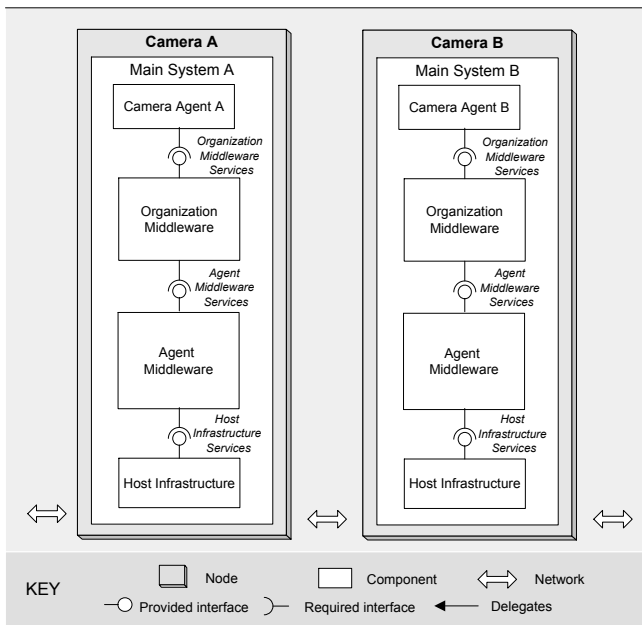 Camera A
Main System A
Camera Agent A
Organization
Middleware
Services
Organization
Middleware
Agent
Middleware
Services
Agent
Middleware
Host
Infrastructure
Services
Host Infrastructure
Camera B
Main System B
Camera Agent B
Organization
Middleware
Services
Organization
Middleware
Agent
Middleware
Services
Agent
Middleware
Host
Infrastructure
Services
Host Infrastructure
KEY
Node
Component
Network
Provided interface
Required interface
Delegates